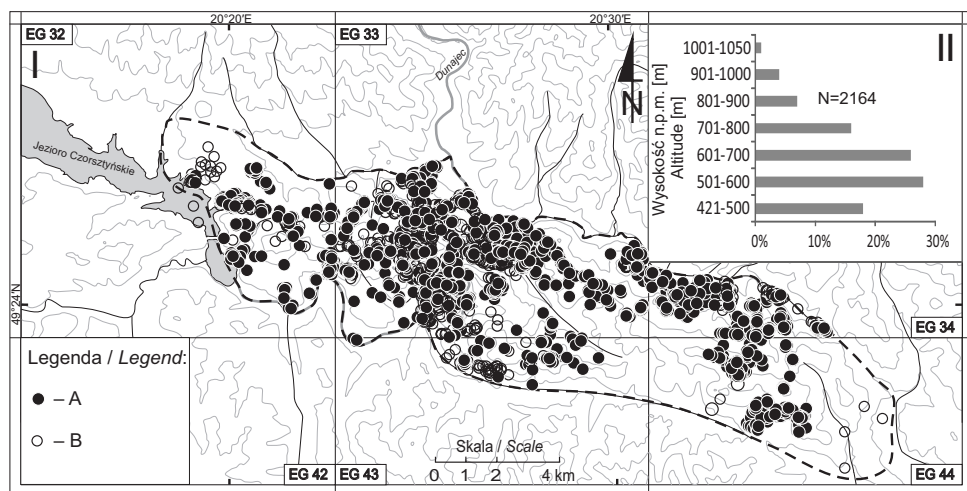 20°20'E
20°30'E
EG 32
EG 33
I
II
Dunajec
N
Jezioro Czorsztyńskie
49°24'N
Wysokość n.p.m. [m]
Altitude [m]
1001-1050
901-1000
801-900
701-800
601-700
501-600
421-500
N=2164
0%
10%
20%
30%
EG 34
Legenda / Legend:
– A
– B
Skala / Scale
0 1 2 4 km
EG 42
EG 43
EG 44